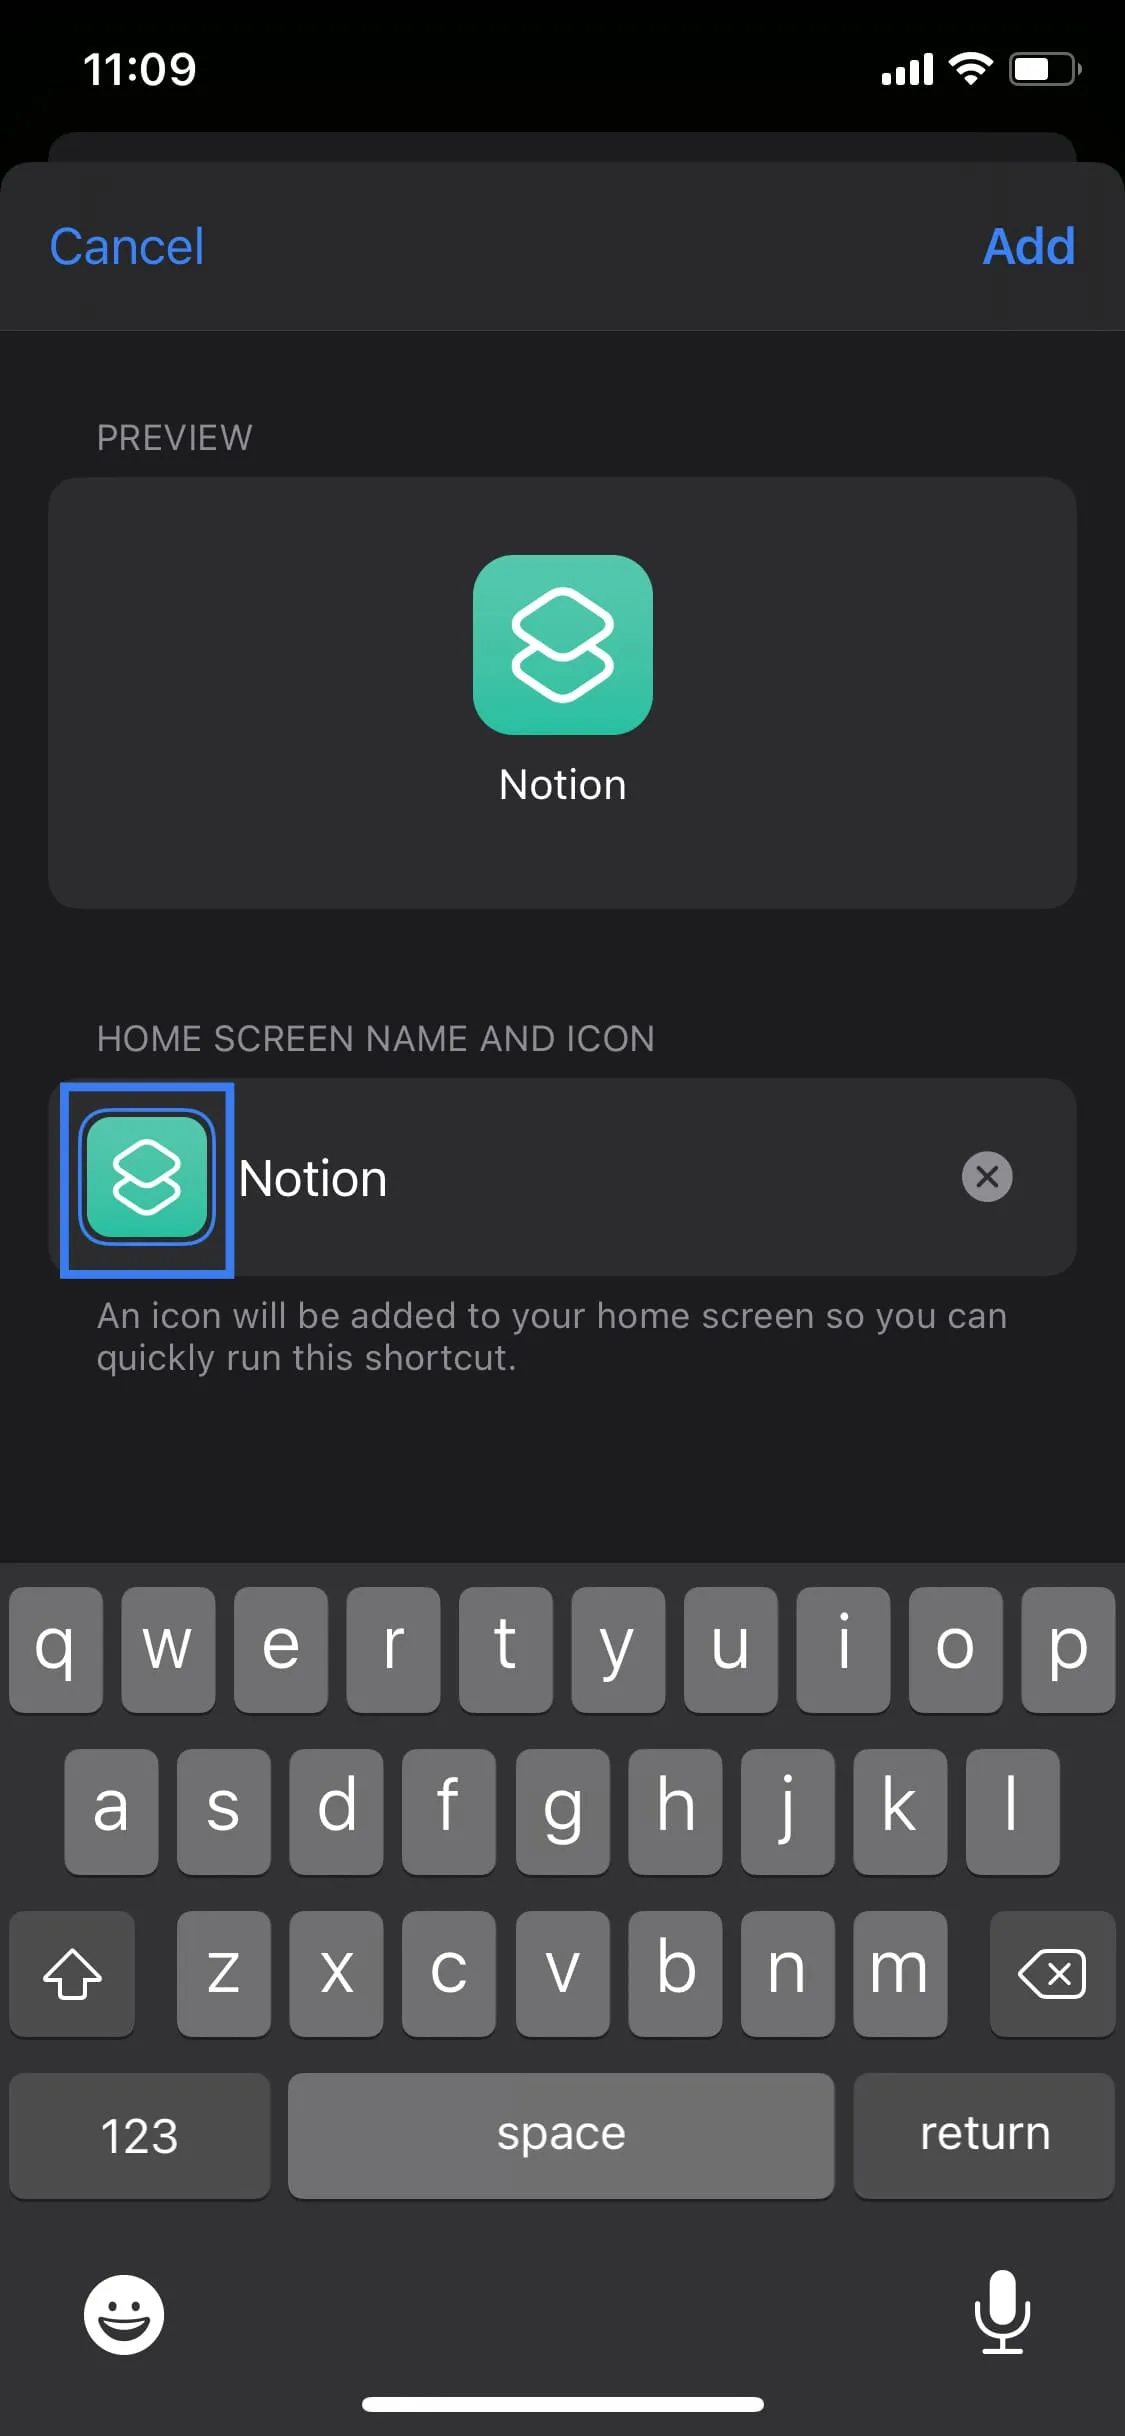 11:09
Cancel
Add
PREVIEW
Notion
HOME SCREEN NAME AND ICON
Notion
An icon will be added to your home screen so you can
quickly run this shortcut.
q w e r t y u i o p
a s d f g h j k l
z x c v b n m
123 space return